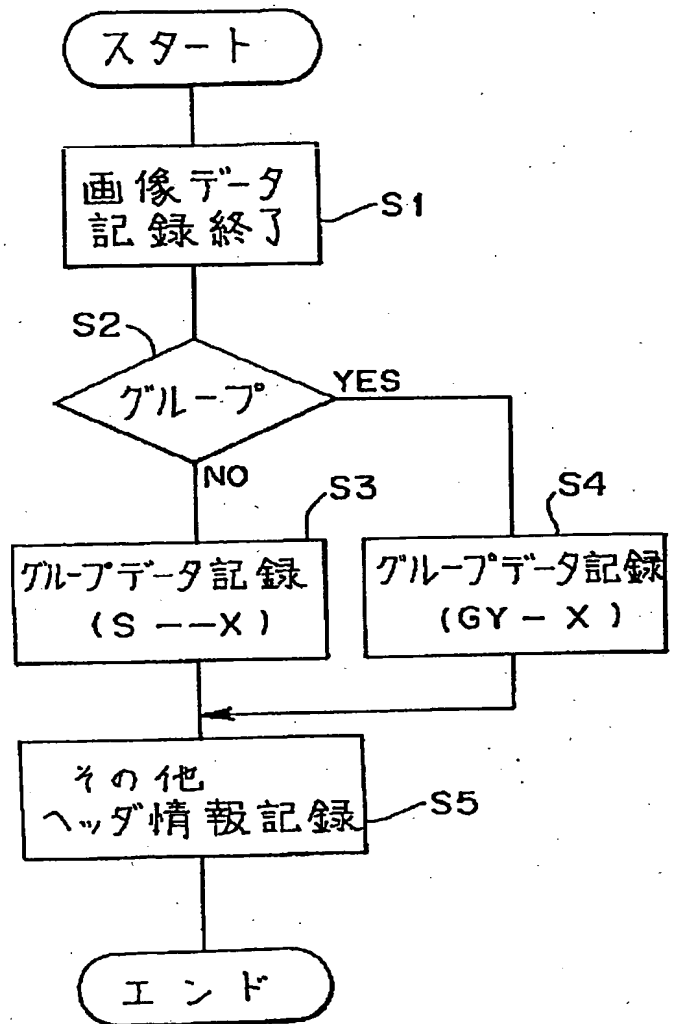 スタート
画像データ
記録終了
S1
S2
グループ
YES
NO
S3
グループデータ記録
(S --X)
S4
グループデータ記録
(GY - X)
その他
ヘッダ情報記録
S5
エンド